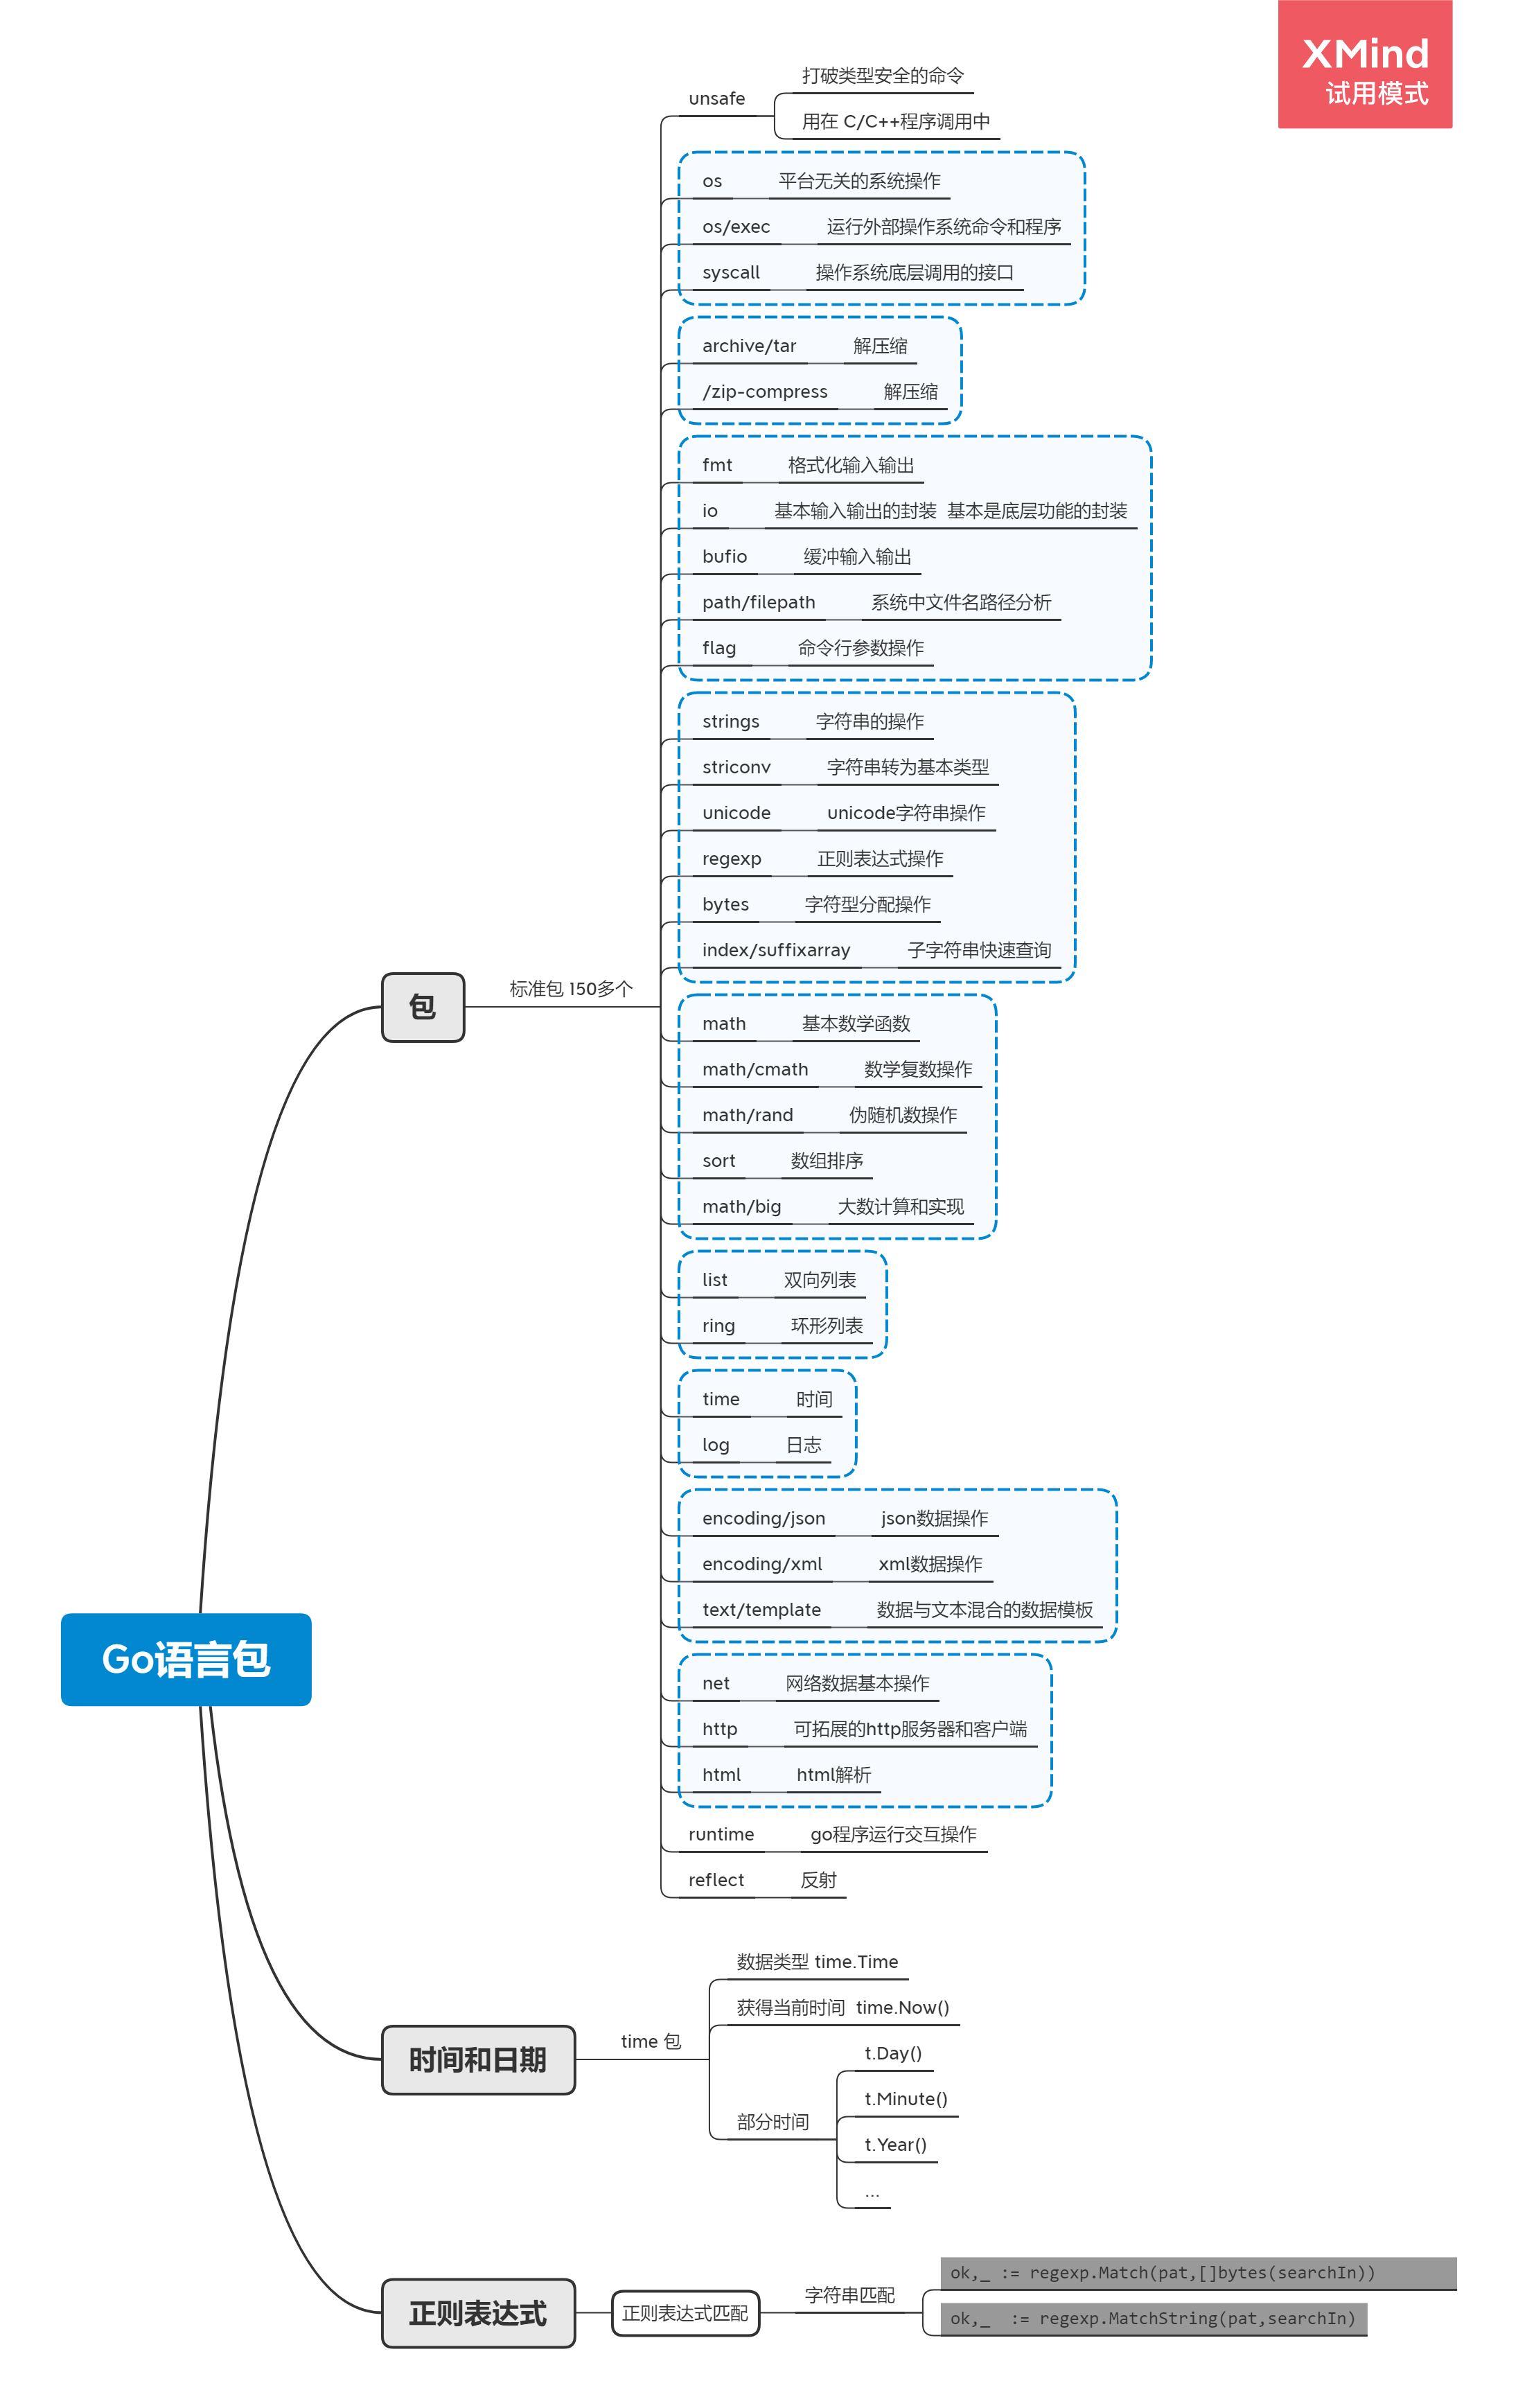 XMind
试用模式
unsafe
打破类型安全的命令
用在 C/C++程序调用中
os 平台无关的系统操作
os/exec 运行外部操作系统命令和程序
syscall 操作系统底层调用的接口
archive/tar 解压缩
/zip-compress 解压缩
fmt 格式化输入输出
io 基本输入输出的封装 基本是底层功能的封装
bufio 缓冲输入输出
path/filepath 系统中文件名路径分析
flag 命令行参数操作
strings 字符串的操作
striconv 字符串转为基本类型
unicode unicode字符串操作
regexp 正则表达式操作
bytes 字符型分配操作
index/suffixarray 子字符串快速查询
包
标准包 150多个
math 基本数学函数
math/cmath 数学复数操作
math/rand 伪随机数操作
sort 数组排序
math/big 大数计算和实现
list 双向列表
ring 环形列表
time 时间
log 日志
encoding/json json数据操作
encoding/xml xml数据操作
text/template 数据与文本混合的数据模板
Go语言包
net 网络数据基本操作
http 可拓展的http服务器和客户端
html html解析
runtime go程序运行交互操作
reflect 反射
时间和日期
time 包
数据类型 time.Time
获得当前时间 time.Now()
部分时间
t.Day()
t.Minute()
t.Year()
...
正则表达式
正则表达式匹配
字符串匹配
ok,_ := regexp.Match(pat,[]bytes(searchIn))
ok,_  := regexp.MatchString(pat,searchIn)